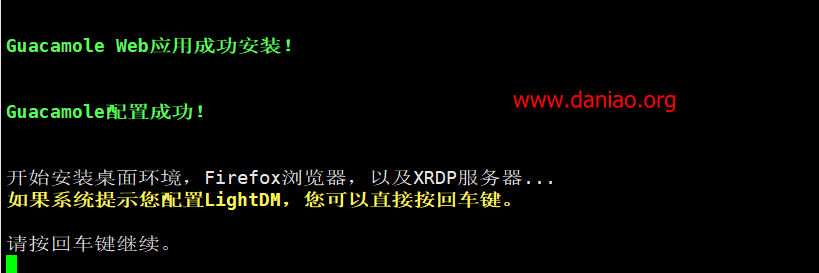 Guacamole Web应用成功安装！
www.daniao.org
Guacamole配置成功！
开始安装桌面环境，Firefox浏览器，以及XRDP服务器...
如果系统提示您配置LightDM，您可以直接按回车键。
请按回车键继续。